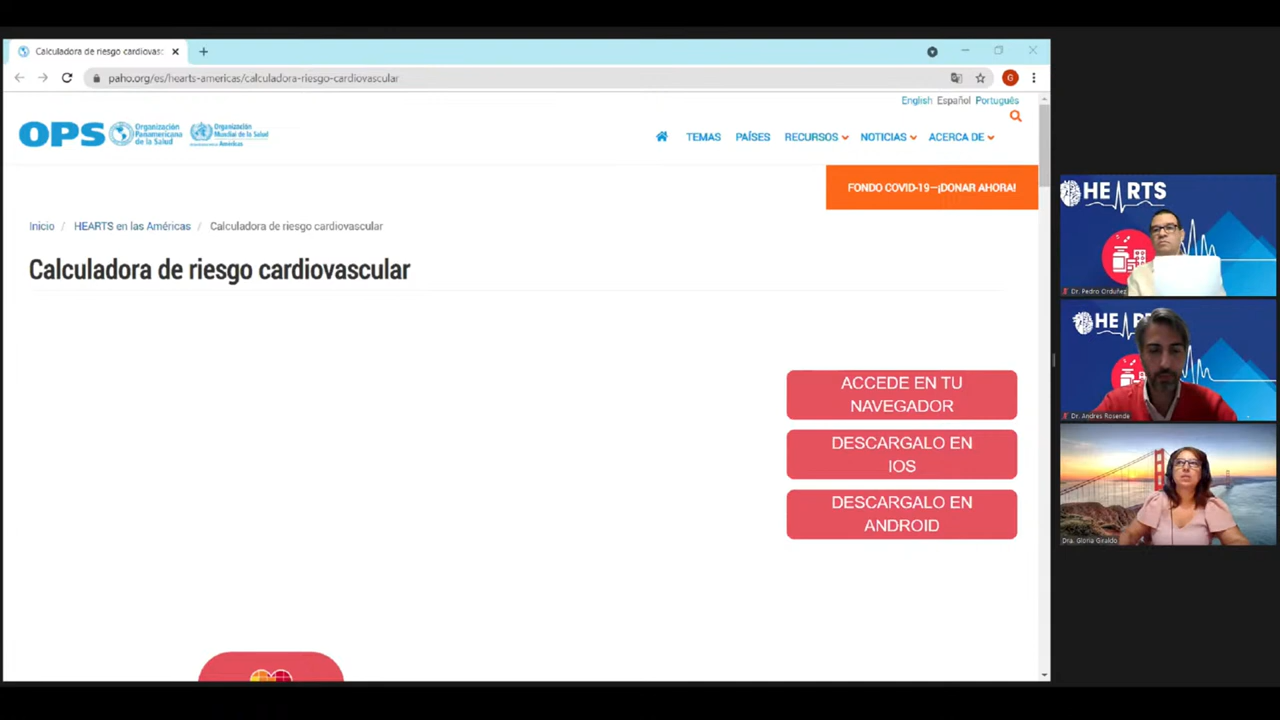 Calculadora de riesgo cardiovasc
paho.org/es/hearts-americas/calculadora-riesgo-cardiovascular
G
English Español Português
OPS Organización Panamericana de la Salud Organización Mundial de la Salud Américas
TEMAS PAÍSES RECURSOS NOTICIAS ACERCA DE
FONDO COVID-19—¡DONAR AHORA!
Inicio / HEARTS en las Américas / Calculadora de riesgo cardiovascular
Calculadora de riesgo cardiovascular
ACCEDE EN TU
NAVEGADOR
DESCARGALO EN
IOS
DESCARGALO EN
ANDROID
HEARTS
Dr. Pedro Orduñez
HE
Dr. Andres Rosende
Dra. Gloria Giraldo